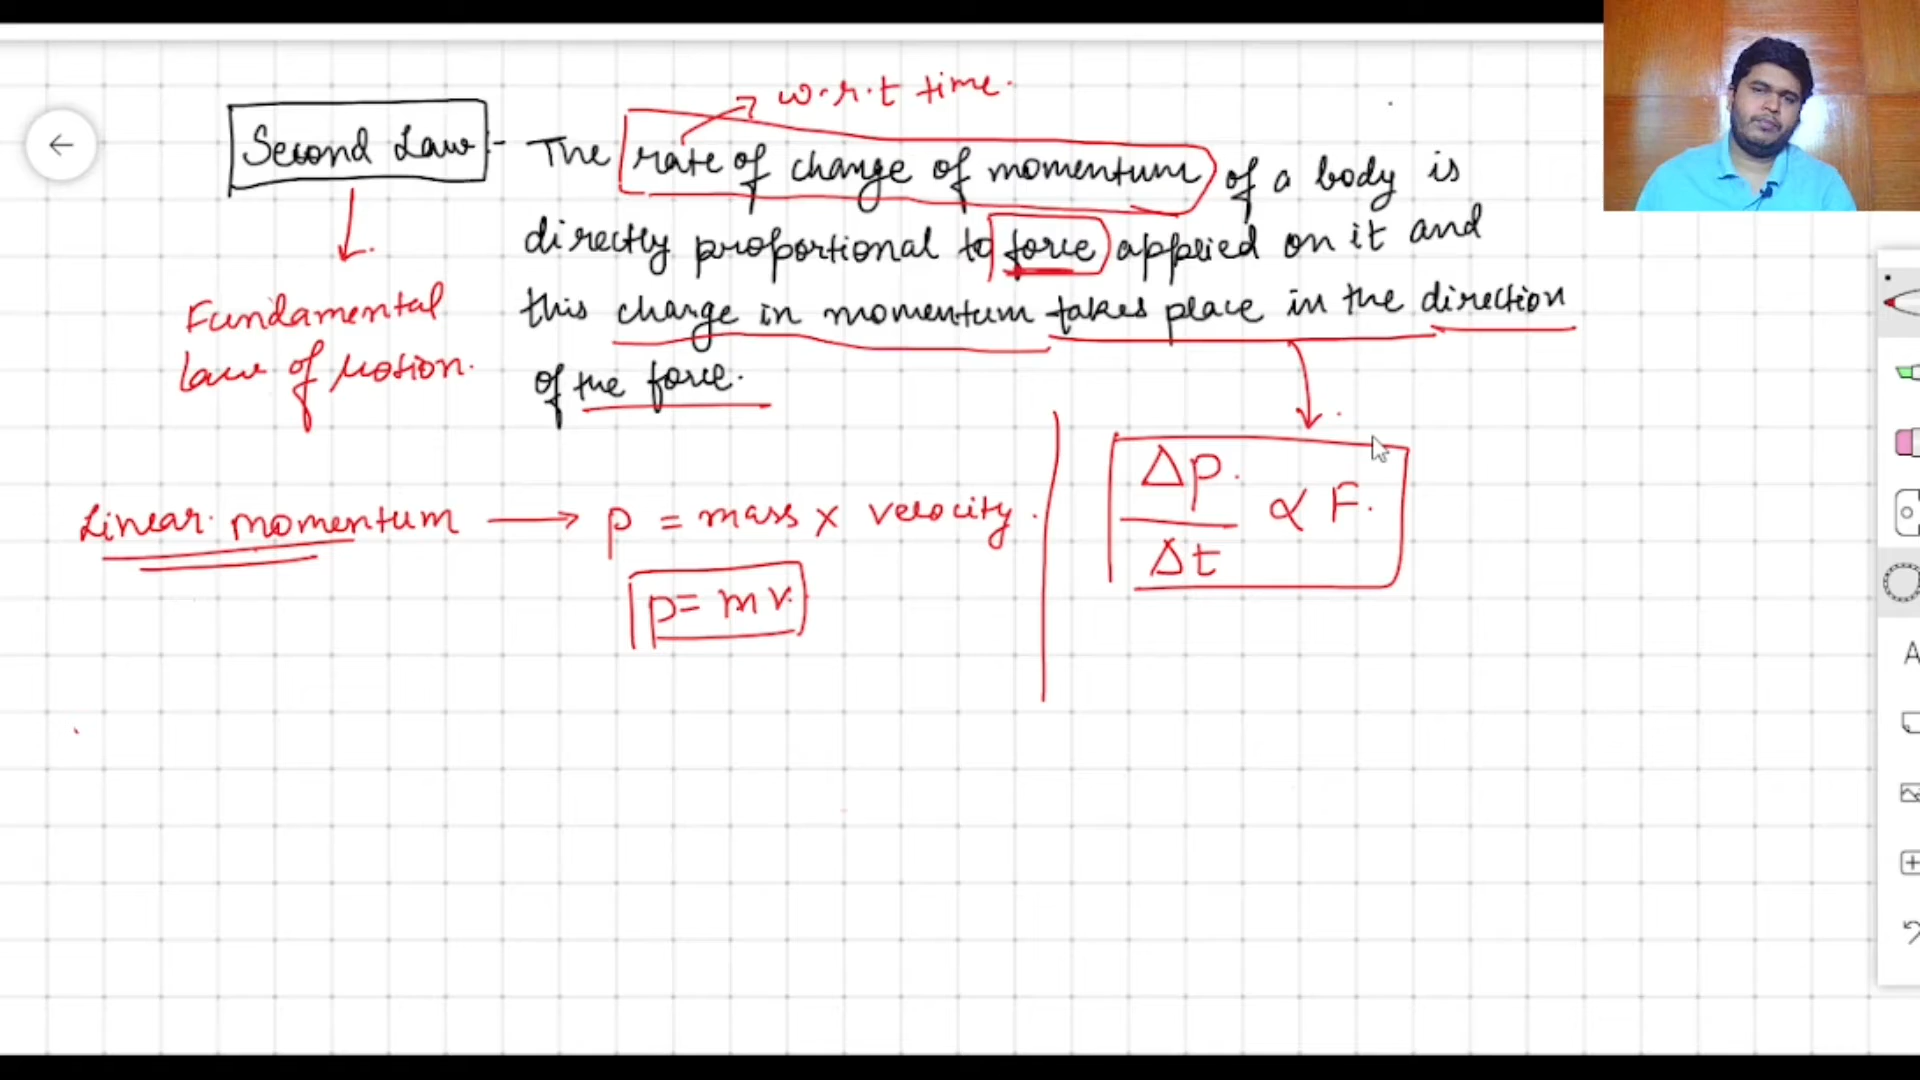 w.r.t time.
Second Law :- The rate of change of momentum of a body is
directly proportional to force applied on it and
this change in momentum takes place in the direction
of the force.
Fundamental
Law of Motion.
Linear momentum → p = mass x velocity.
p = mv.
Δp.
Δt
∝ F.
A